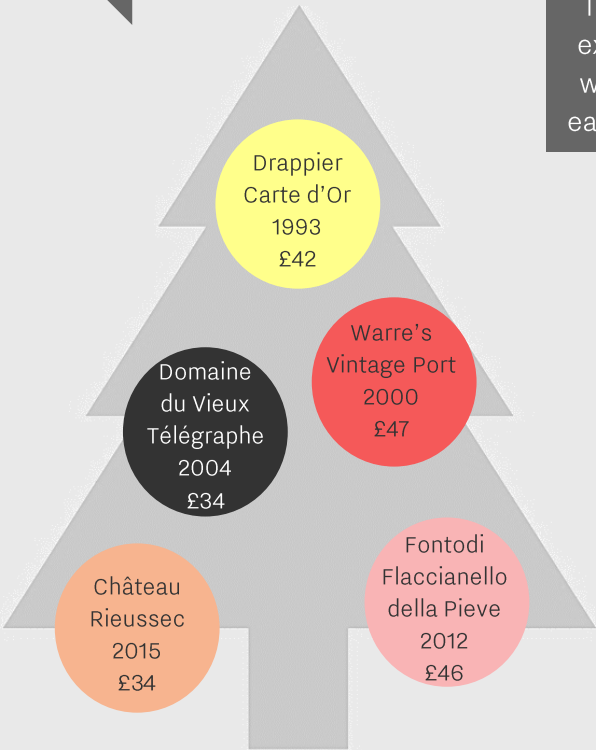 Drappier
Carte d'Or
1993
£42
Warre's
Vintage Port
2000
£47
Domaine
du Vieux
Télégraphe
2004
£34
Fontodi
Flaccianello
della Pieve
2012
£46
Château
Rieussec
2015
£34